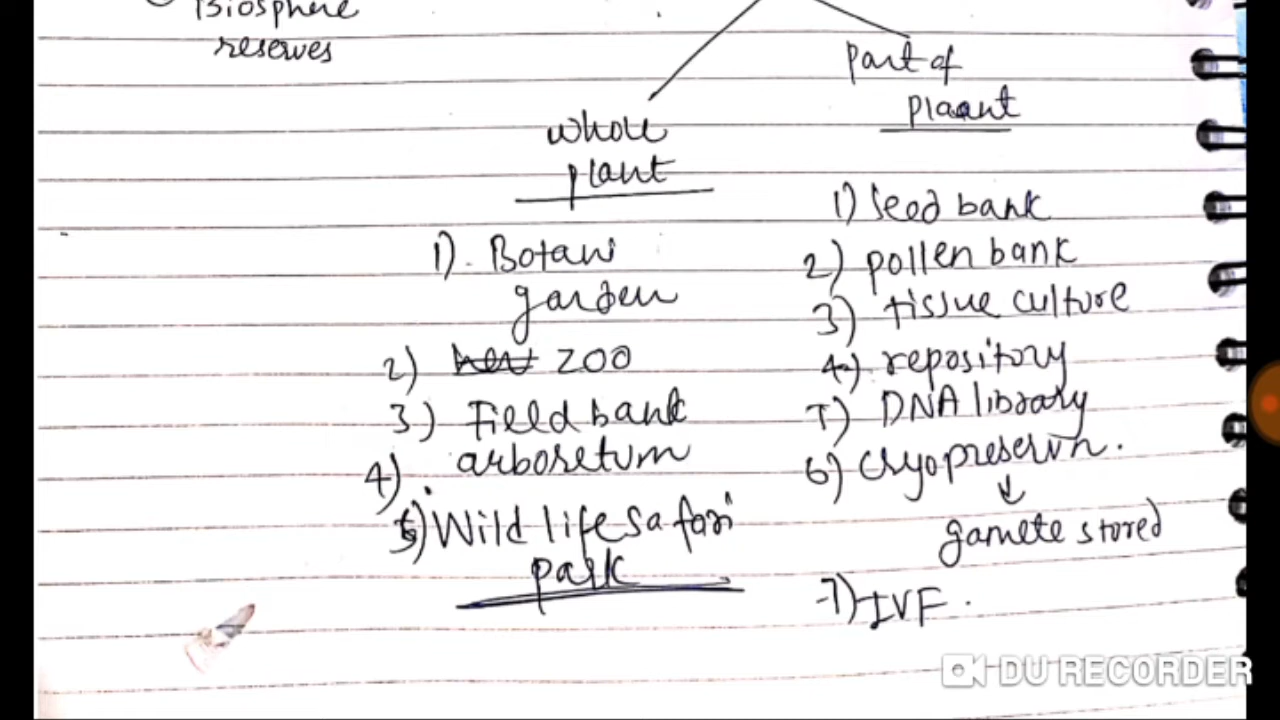 Biosphere
reserves
whole
plant
1). Botani
garden
2) zoo
3) Field bank
4) arboretum
5) Wild life safari
park
part of
plaant
1) seed bank
2) pollen bank
3) tissue culture
4) repository
5) DNA library
6) Cryopreservn.
gamete stored
7) IVF.
DU RECORDER